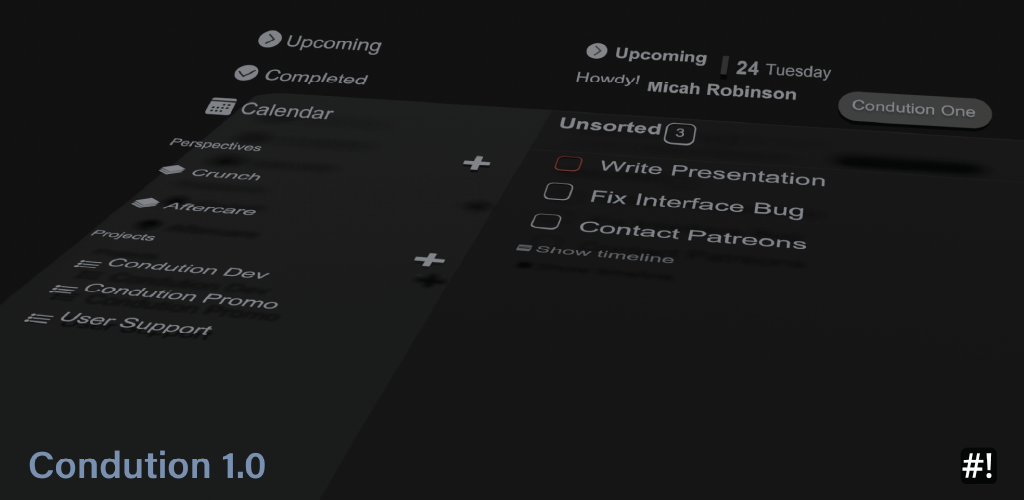 Upcoming
Completed
Calendar
Perspectives
Crunch
Aftercare
Projects
Condution Dev
Condution Promo
User Support
Upcoming
24 Tuesday
Howdy! Micah Robinson
Condution One
Unsorted 3
Write Presentation
Fix Interface Bug
Contact Patreons
Show timeline
Condution 1.0
#!